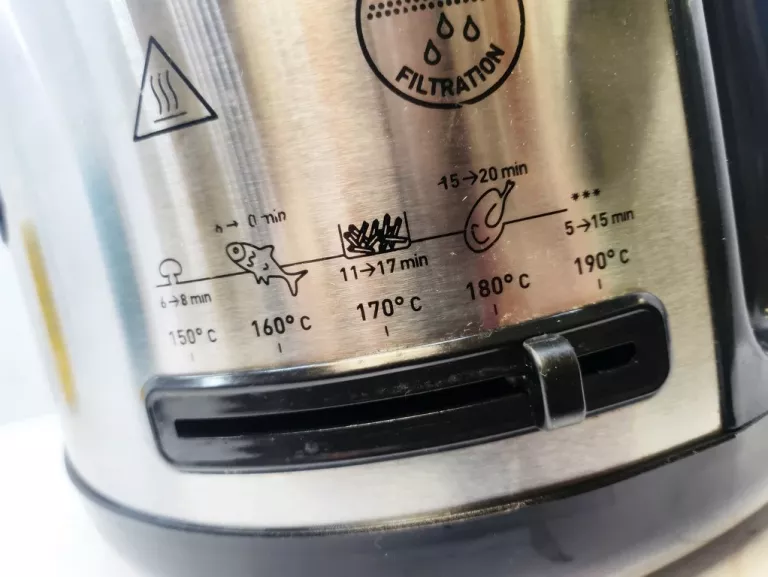 FILTRATION
15→20 min
***
5→15 min
11→17 min
6→8 min
150°C
160°C
170°C
180°C
190°C